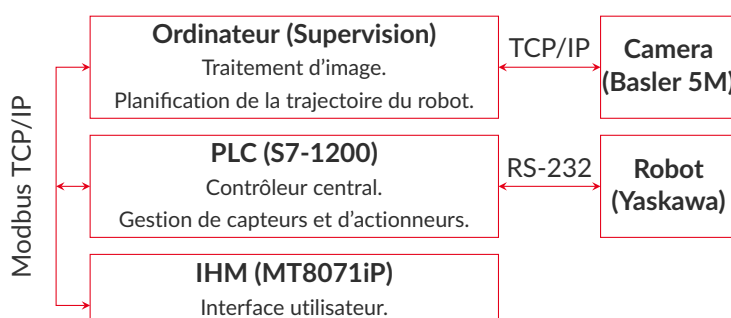 Modbus TCP/IP
Ordinateur (Supervision)
Traitement d'image.
Planification de la trajectoire du robot.
TCP/IP
Camera
(Basler 5M)
PLC (S7-1200)
Contrôleur central.
Gestion de capteurs et d'actionneurs.
RS-232
Robot
(Yaskawa)
IHM (MT8071iP)
Interface utilisateur.